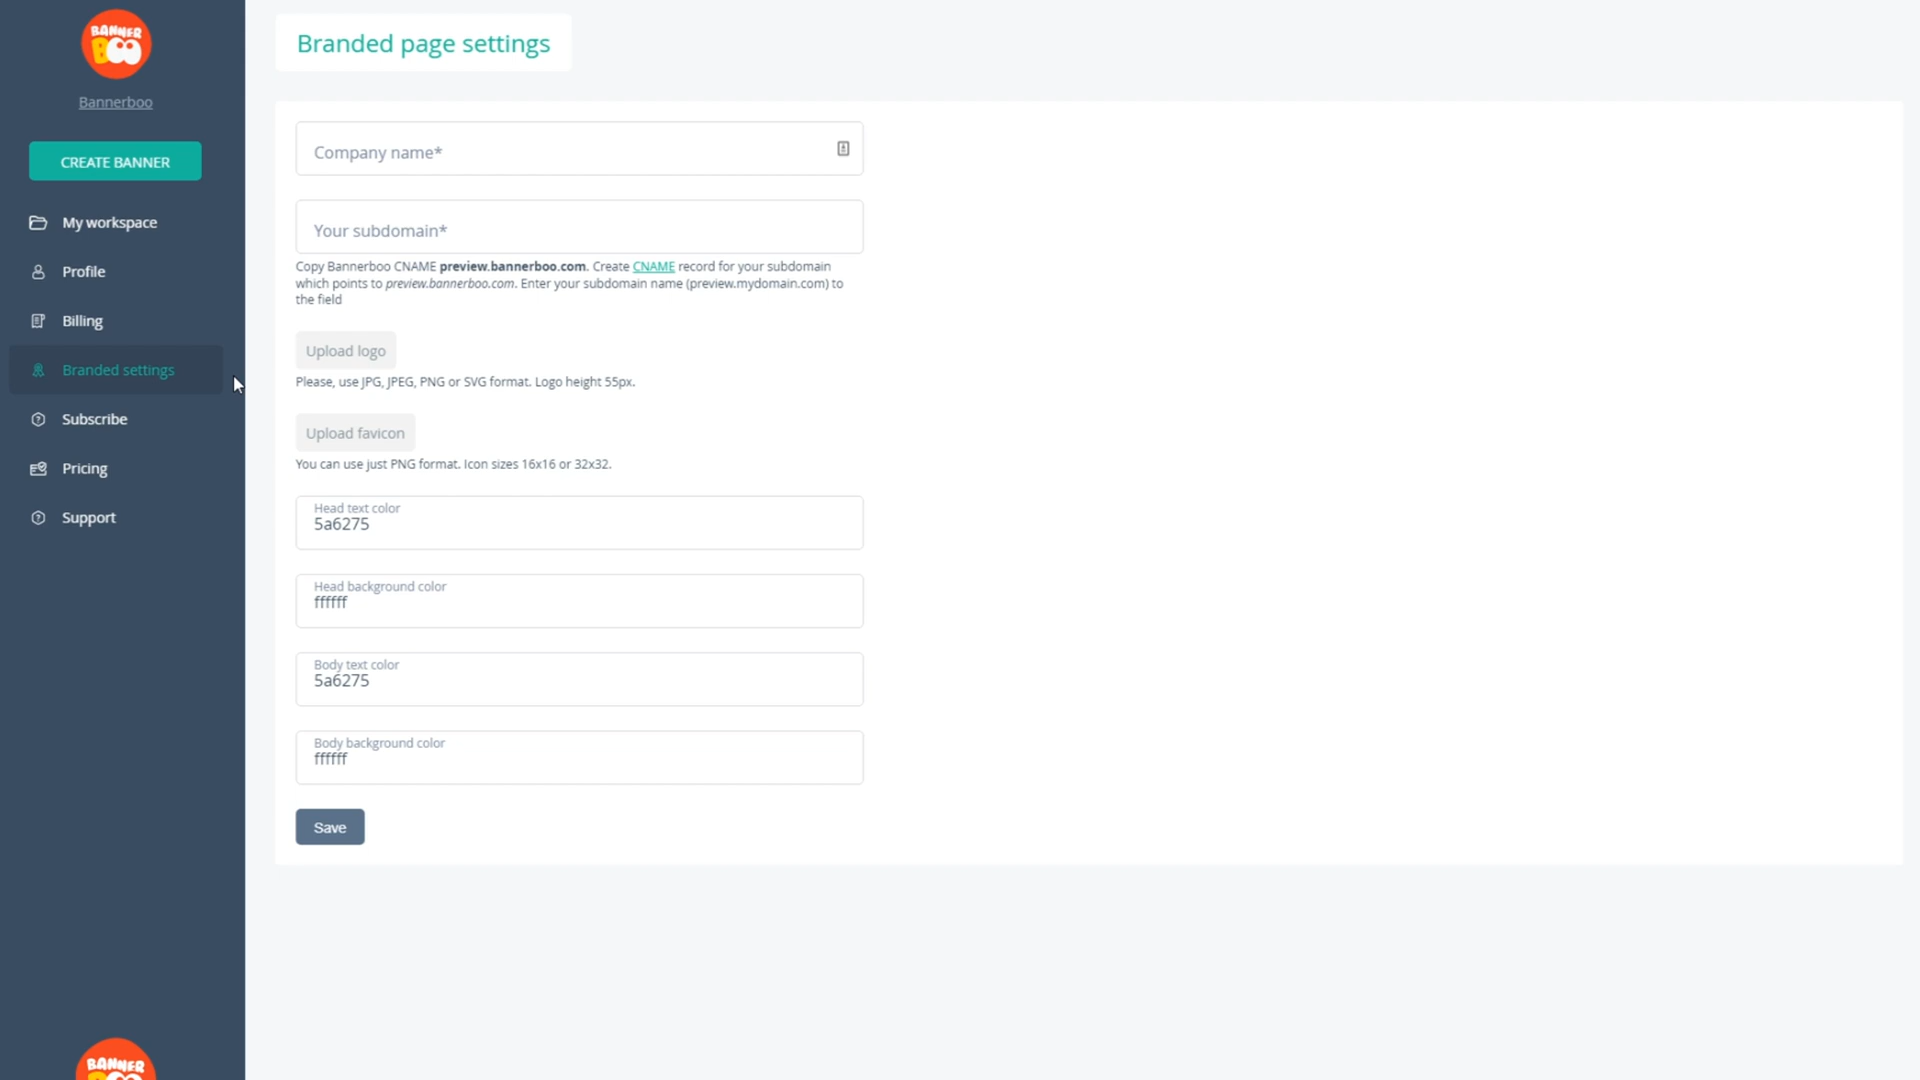 BANNER
BOO
Bannerboo
CREATE BANNER
My workspace
Profile
Billing
Branded settings
Subscribe
Pricing
Support
BANNER
Branded page settings
Company name*
Your subdomain*
Copy Bannerboo CNAME preview.bannerboo.com. Create CNAME record for your subdomain
which points to preview.bannerboo.com. Enter your subdomain name (preview.mydomain.com) to
the field
Upload logo
Please, use JPG, JPEG, PNG or SVG format. Logo height 55px.
Upload favicon
You can use just PNG format. Icon sizes 16x16 or 32x32.
Head text color
5a6275
Head background color
ffffff
Body text color
5a6275
Body background color
ffffff
Save